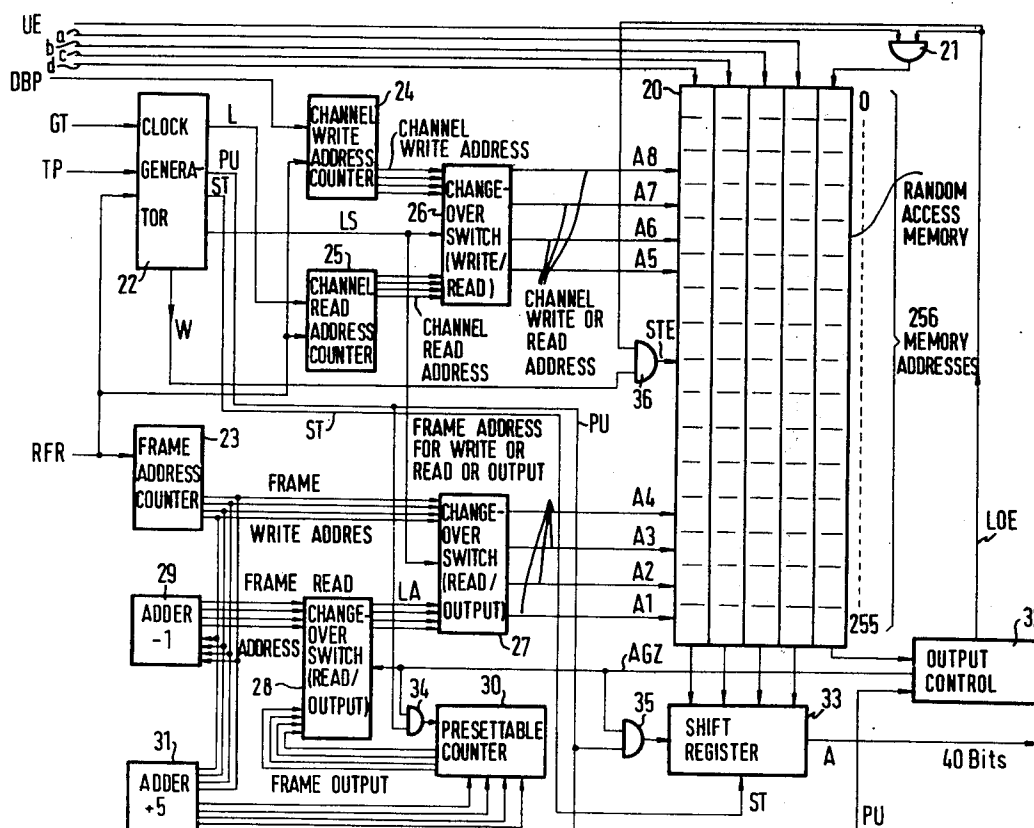 UE
a
b
c
d
DBP
GT
TP
CLOCK
GENERA-
TOR
22
L
PU
ST
LS
W
24
CHANNEL
WRITE
ADDRESS
COUNTER
CHANNEL
WRITE ADDRESS
25
CHANNEL
READ
ADDRESS
COUNTER
CHANNEL
READ
ADDRESS
CHANGE-
OVER
26 SWITCH
(WRITE/
READ)
A8
A7
A6
A5
CHANNEL
WRITE OR
READ
ADDRESS
STE
36
20
21
0
RANDOM
ACCESS
MEMORY
256
MEMORY
ADDRESSES
255
RFR
23
FRAME
ADDRESS
COUNTER
ST
FRAME ADDRESS
FOR WRITE OR
READ OR OUTPUT
PU
FRAME
WRITE ADDRES
CHANGE-
OVER
SWITCH
(READ/
OUTPUT)
27
A4
A3
A2
A1
LOE
29
ADDER
-1
FRAME READ
ADDRESS
LA
CHANGE-
OVER
SWITCH
(READ/
OUTPUT)
28
34
30
PRESETTABLE
COUNTER
AGZ
35
33
SHIFT
REGISTER
OUTPUT
CONTROL
A
40 Bits
31
ADDER
+5
FRAME OUTPUT
ST
PU